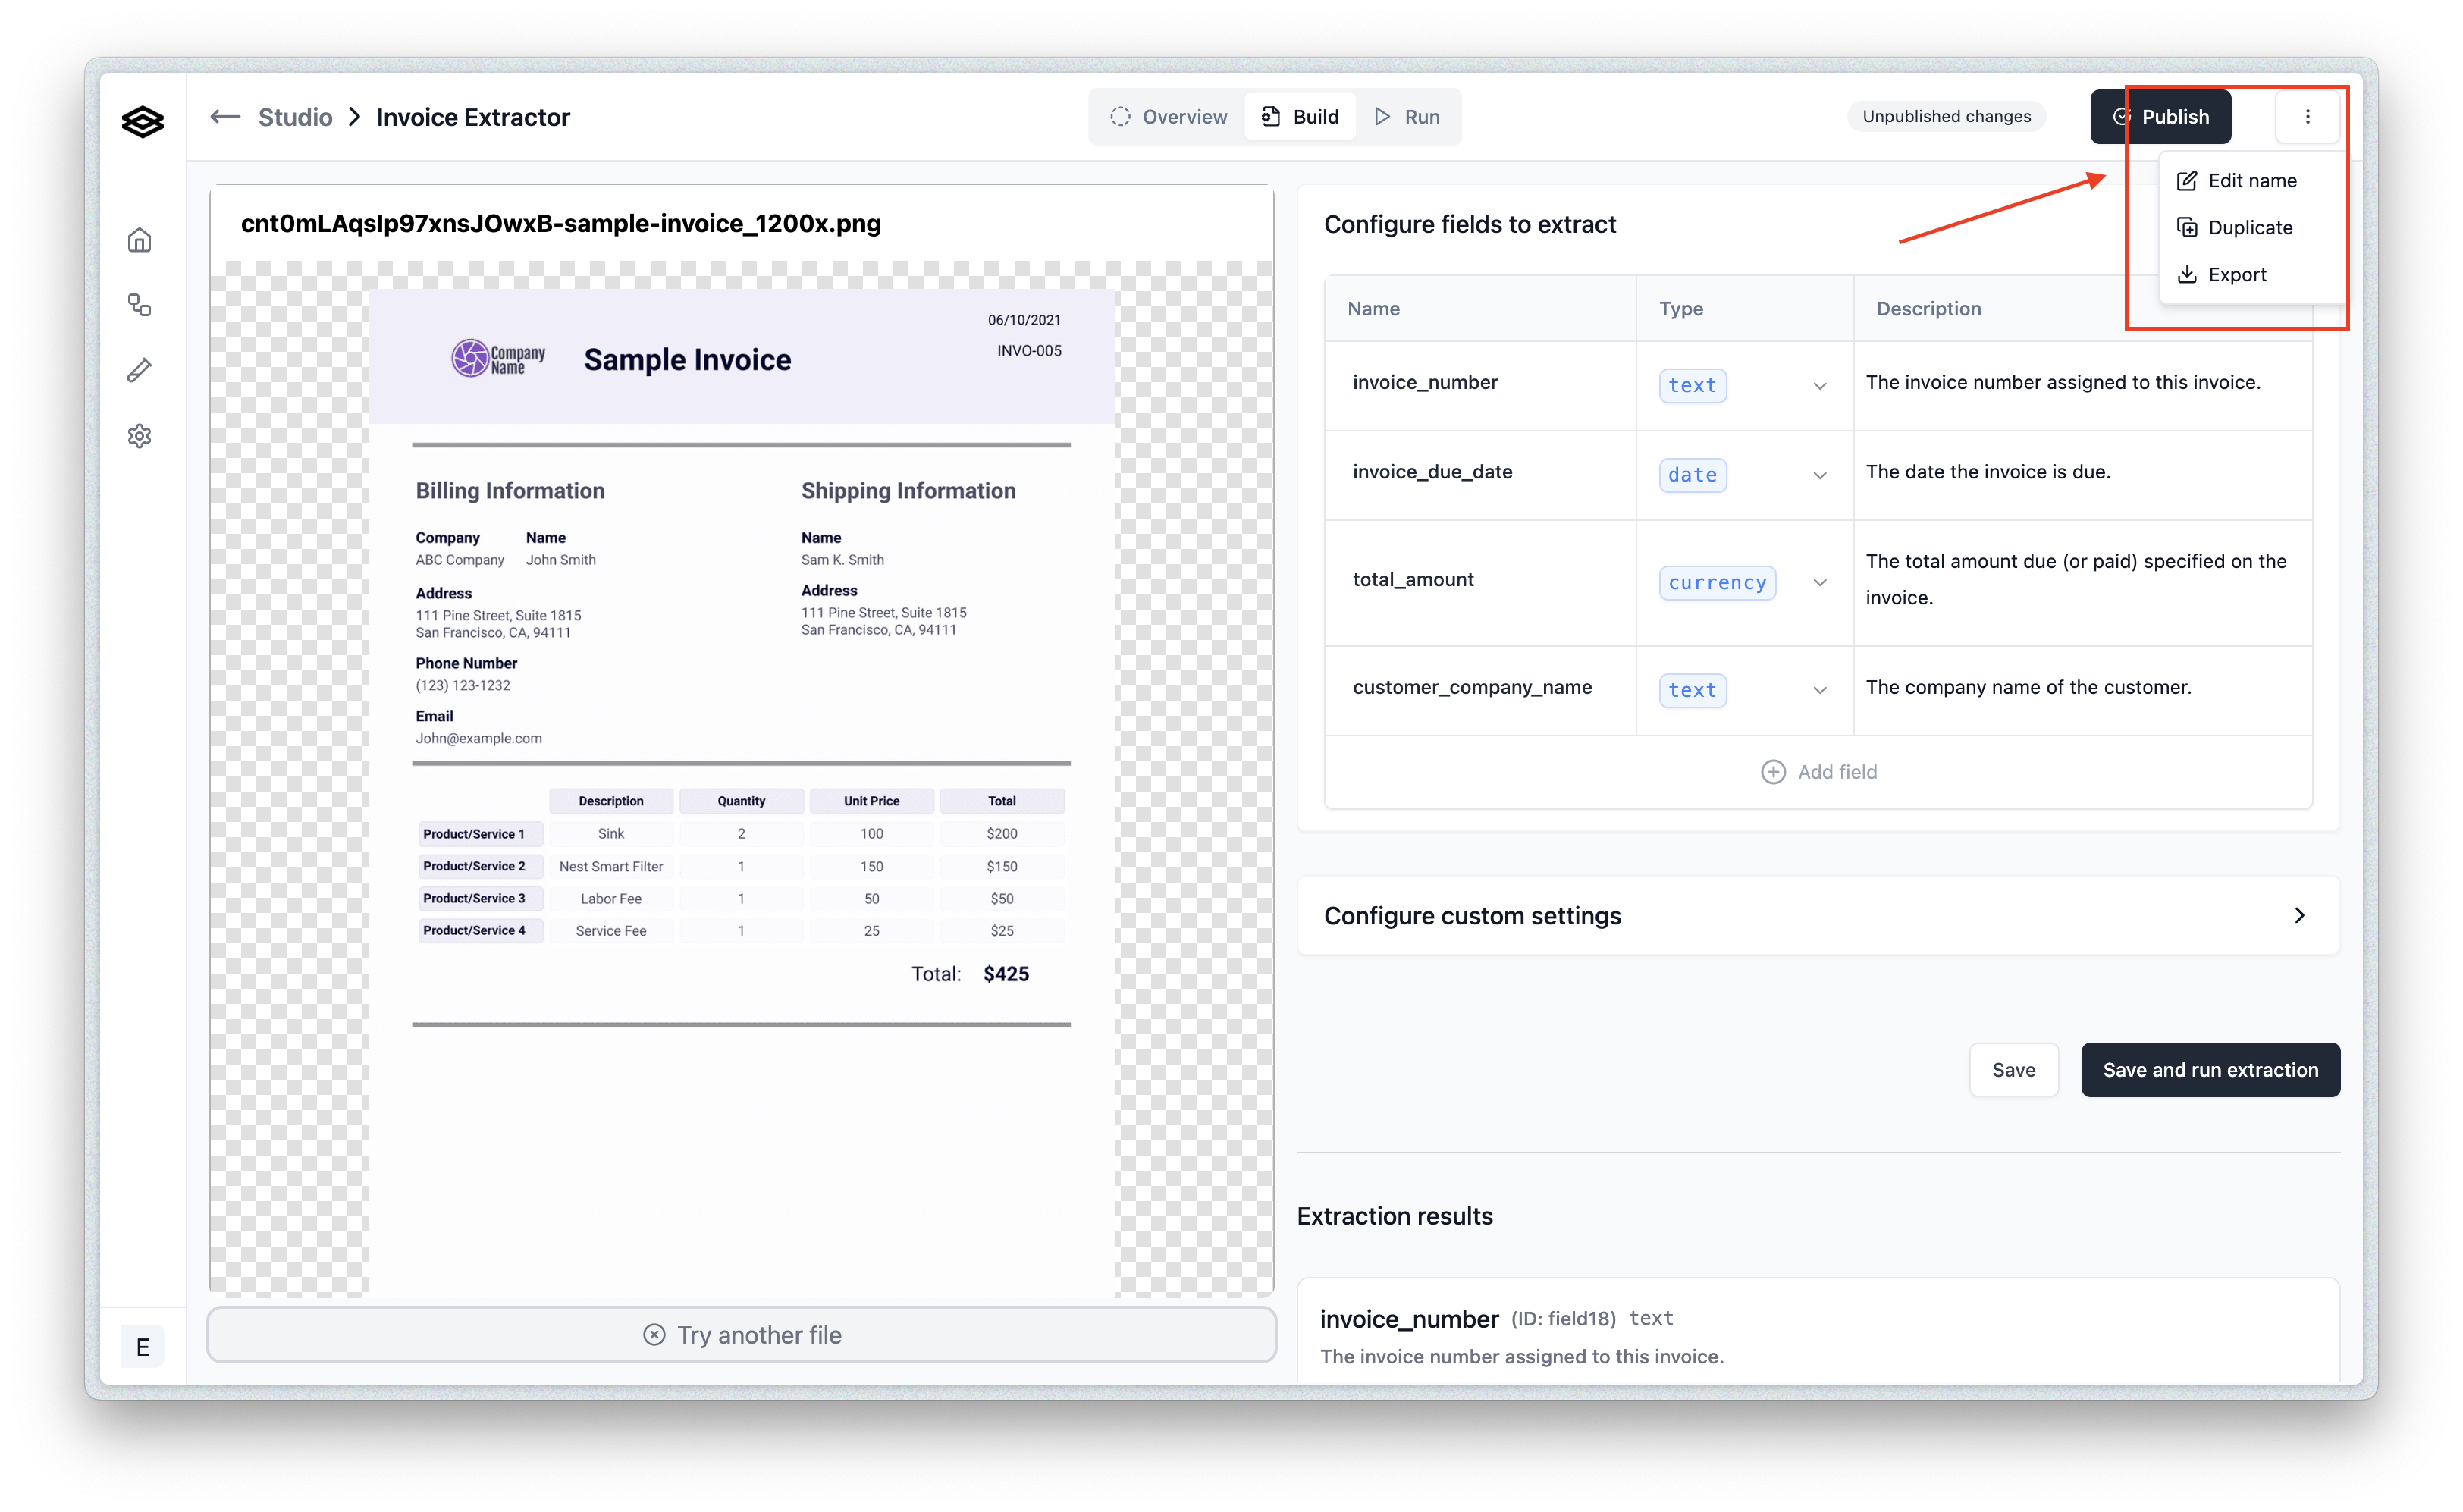 Studio > Invoice Extractor
Overview
Build
Run
Unpublished changes
Publish
Edit name
Duplicate
Export
cnt0mLAqsIp97xnsJOwxB-sample-invoice_1200x.png
Company
Name
Sample Invoice
06/10/2021
INVO-005
Billing Information
Company Name
ABC Company John Smith
Address
111 Pine Street, Suite 1815
San Francisco, CA, 94111
Phone Number
(123) 123-1232
Email
John@example.com
Shipping Information
Name
Sam K. Smith
Address
111 Pine Street, Suite 1815
San Francisco, CA, 94111
Description Quantity Unit Price Total
Product/Service 1 Sink 2 100 $200
Product/Service 2 Nest Smart Filter 1 150 $150
Product/Service 3 Labor Fee 1 50 $50
Product/Service 4 Service Fee 1 25 $25
Total: $425
Try another file
E
Configure fields to extract
Name Type Description
invoice_number text The invoice number assigned to this invoice.
invoice_due_date date The date the invoice is due.
total_amount currency The total amount due (or paid) specified on the
invoice.
customer_company_name text The company name of the customer.
Add field
Configure custom settings
Save
Save and run extraction
Extraction results
invoice_number (ID: field18) text
The invoice number assigned to this invoice.